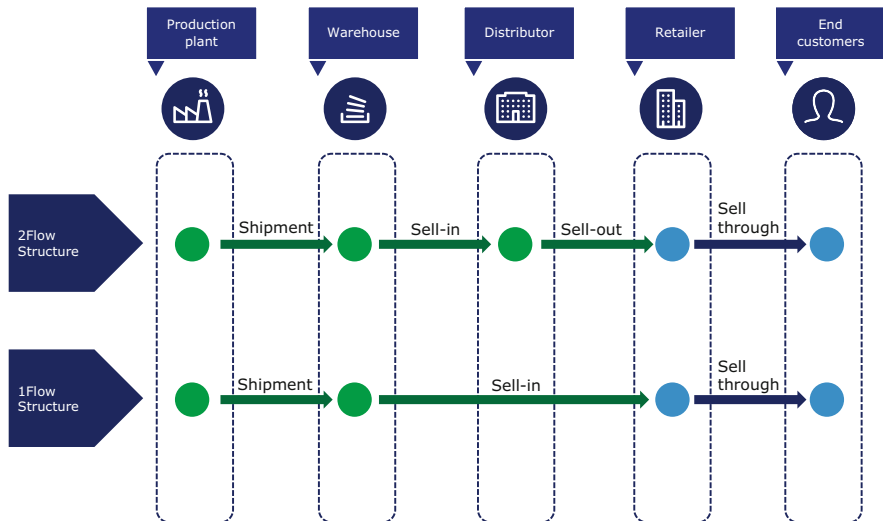 Production
plant
Warehouse
Distributor
Retailer
End
customers
2Flow
Structure
Shipment
Sell-in
Sell-out
Sell
through
1Flow
Structure
Shipment
Sell-in
Sell
through